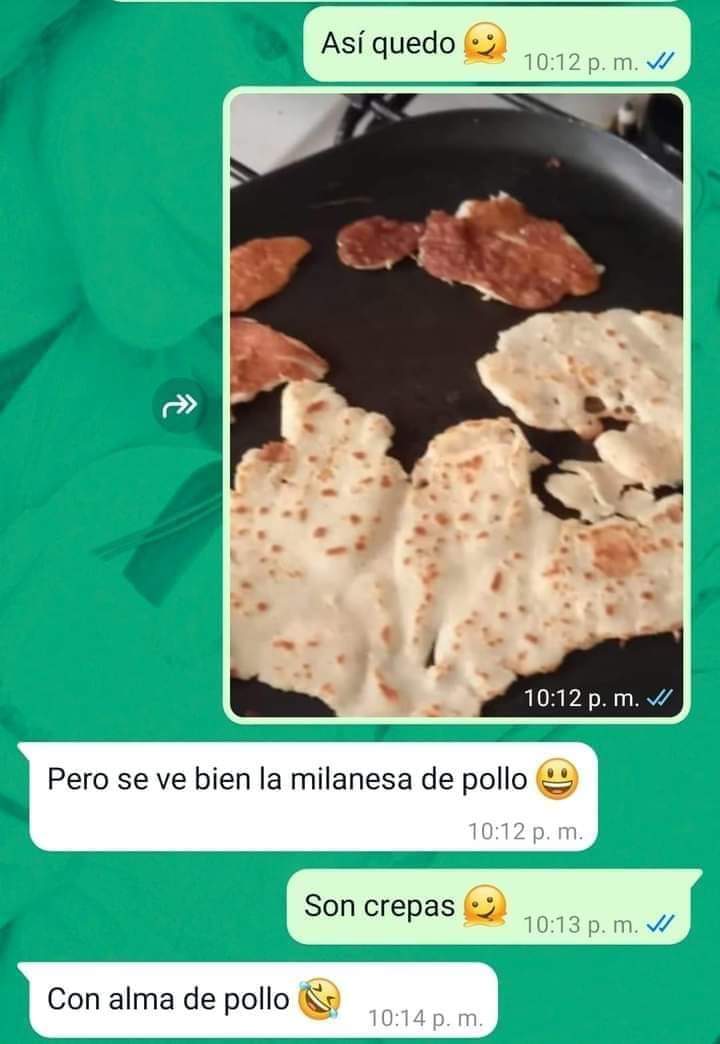 Así quedo 🫠
10:12 p. m.
10:12 p. m.
Pero se ve bien la milanesa de pollo 😃
10:12 p. m.
Son crepas 🫠
10:13 p. m.
Con alma de pollo 🤣
10:14 p. m.